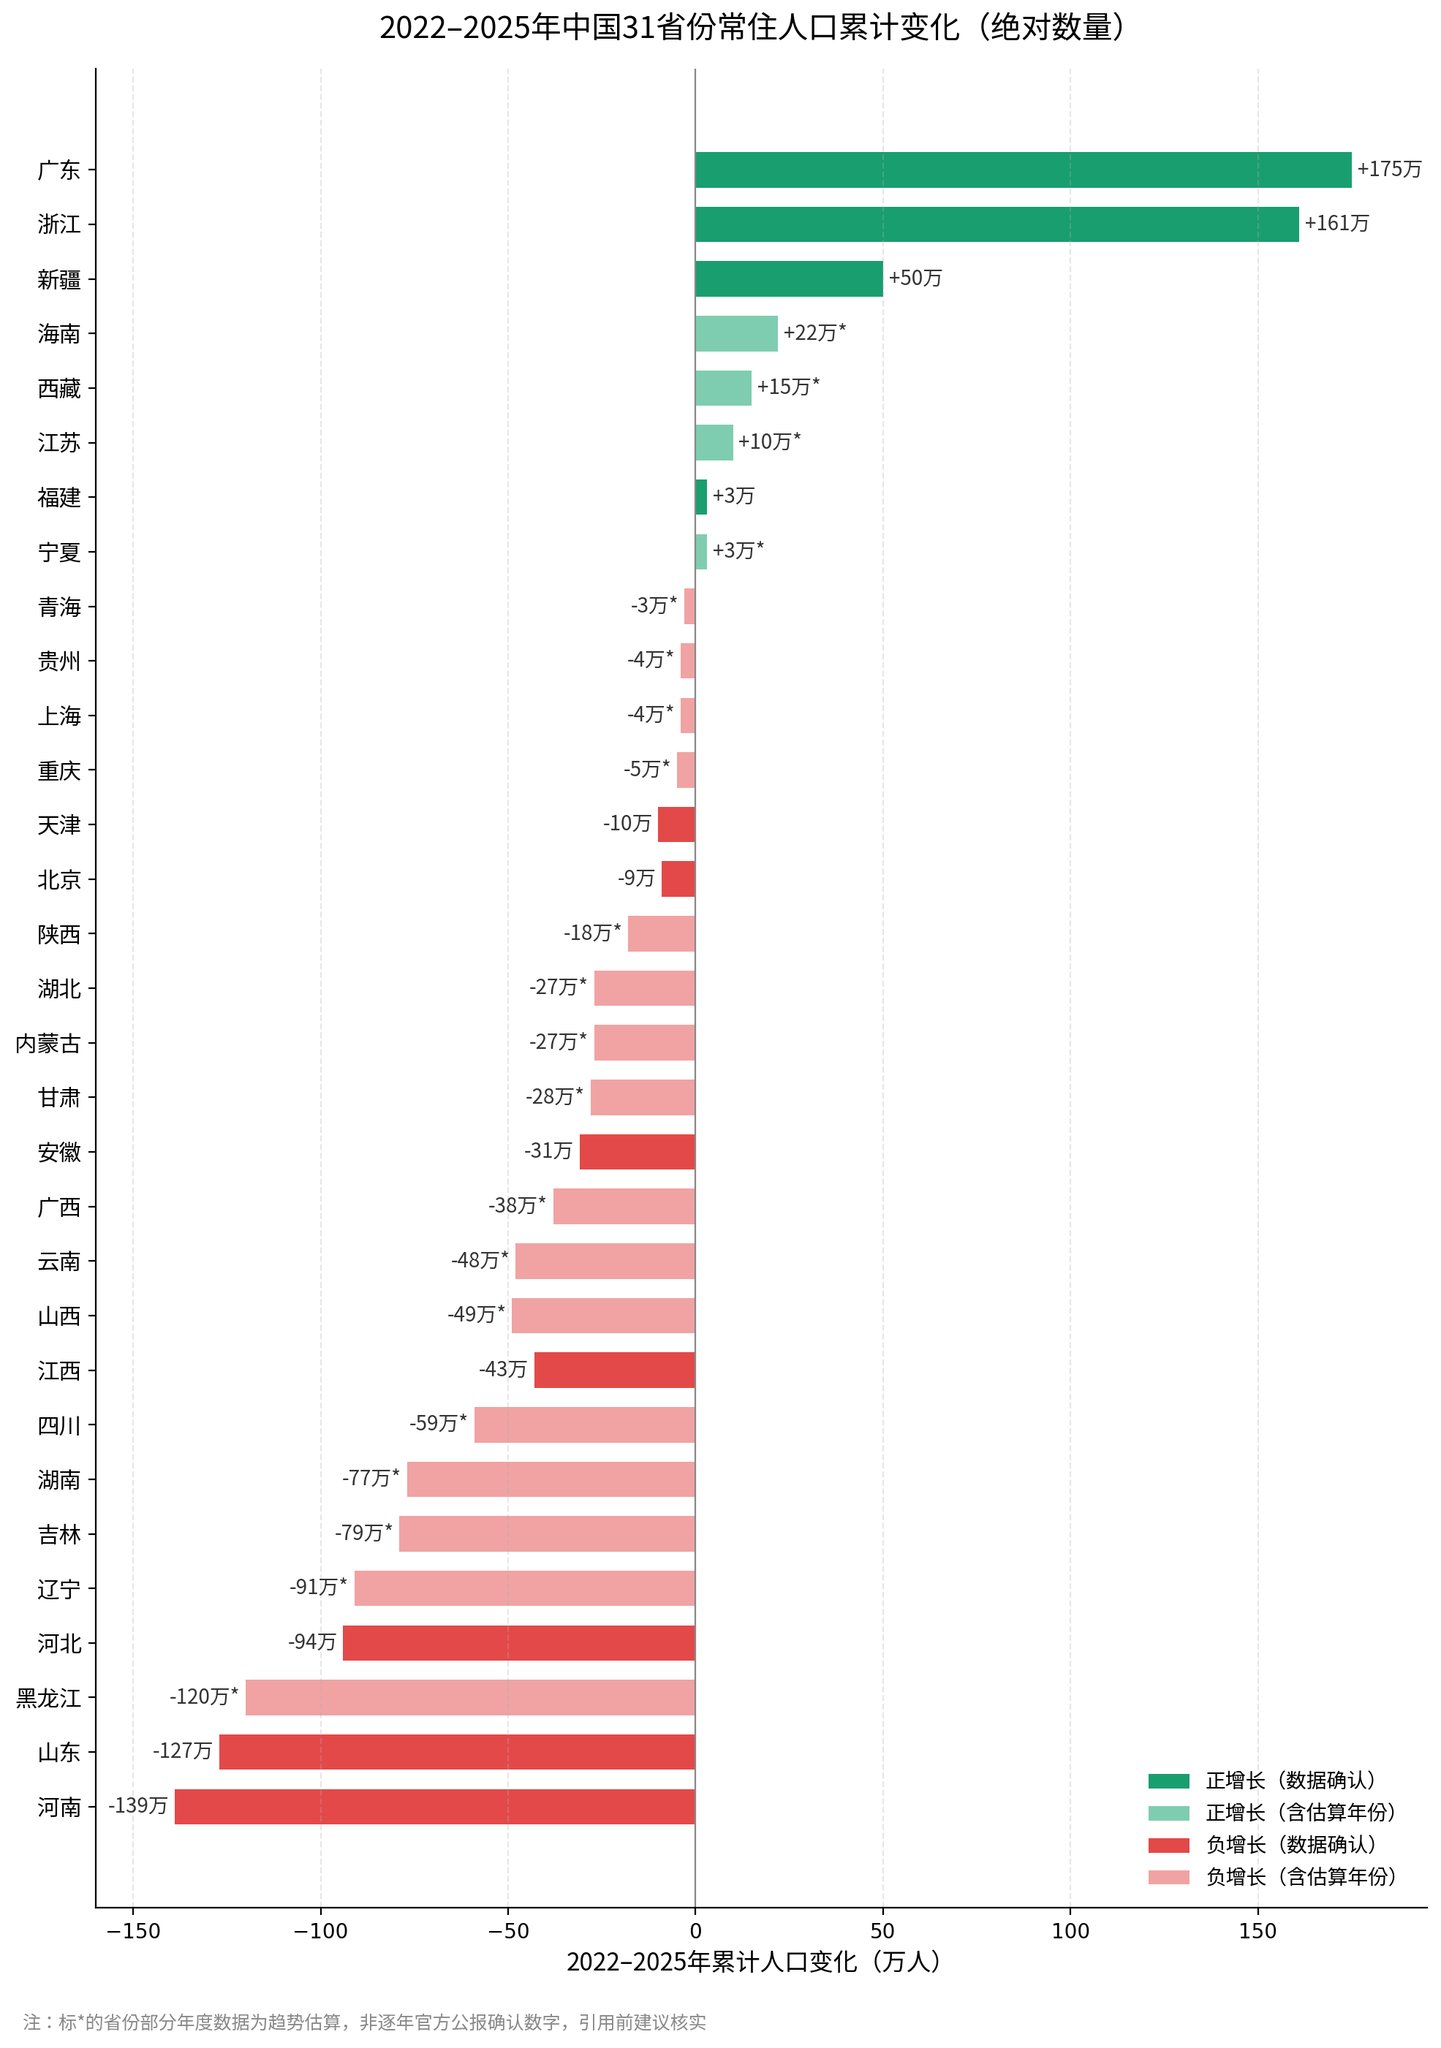 2022–2025年中国31省份常住人口累计变化（绝对数量）
广东 +175万
浙江 +161万
新疆 +50万
海南 +22万*
西藏 +15万*
江苏 +10万*
福建 +3万
宁夏 +3万*
青海 -3万*
贵州 -4万*
上海 -4万*
重庆 -5万*
天津 -10万
北京 -9万
陕西 -18万*
湖北 -27万*
内蒙古 -27万*
甘肃 -28万*
安徽 -31万
广西 -38万*
云南 -48万*
山西 -49万*
江西 -43万
四川 -59万*
湖南 -77万*
吉林 -79万*
辽宁 -91万*
河北 -94万
黑龙江 -120万*
山东 -127万
河南 -139万
正增长（数据确认）
正增长（含估算年份）
负增长（数据确认）
负增长（含估算年份）
−150 −100 −50 0 50 100 150
2022–2025年累计人口变化（万人）
注：标*的省份部分年度数据为趋势估算，非逐年官方公报确认数字，引用前建议核实